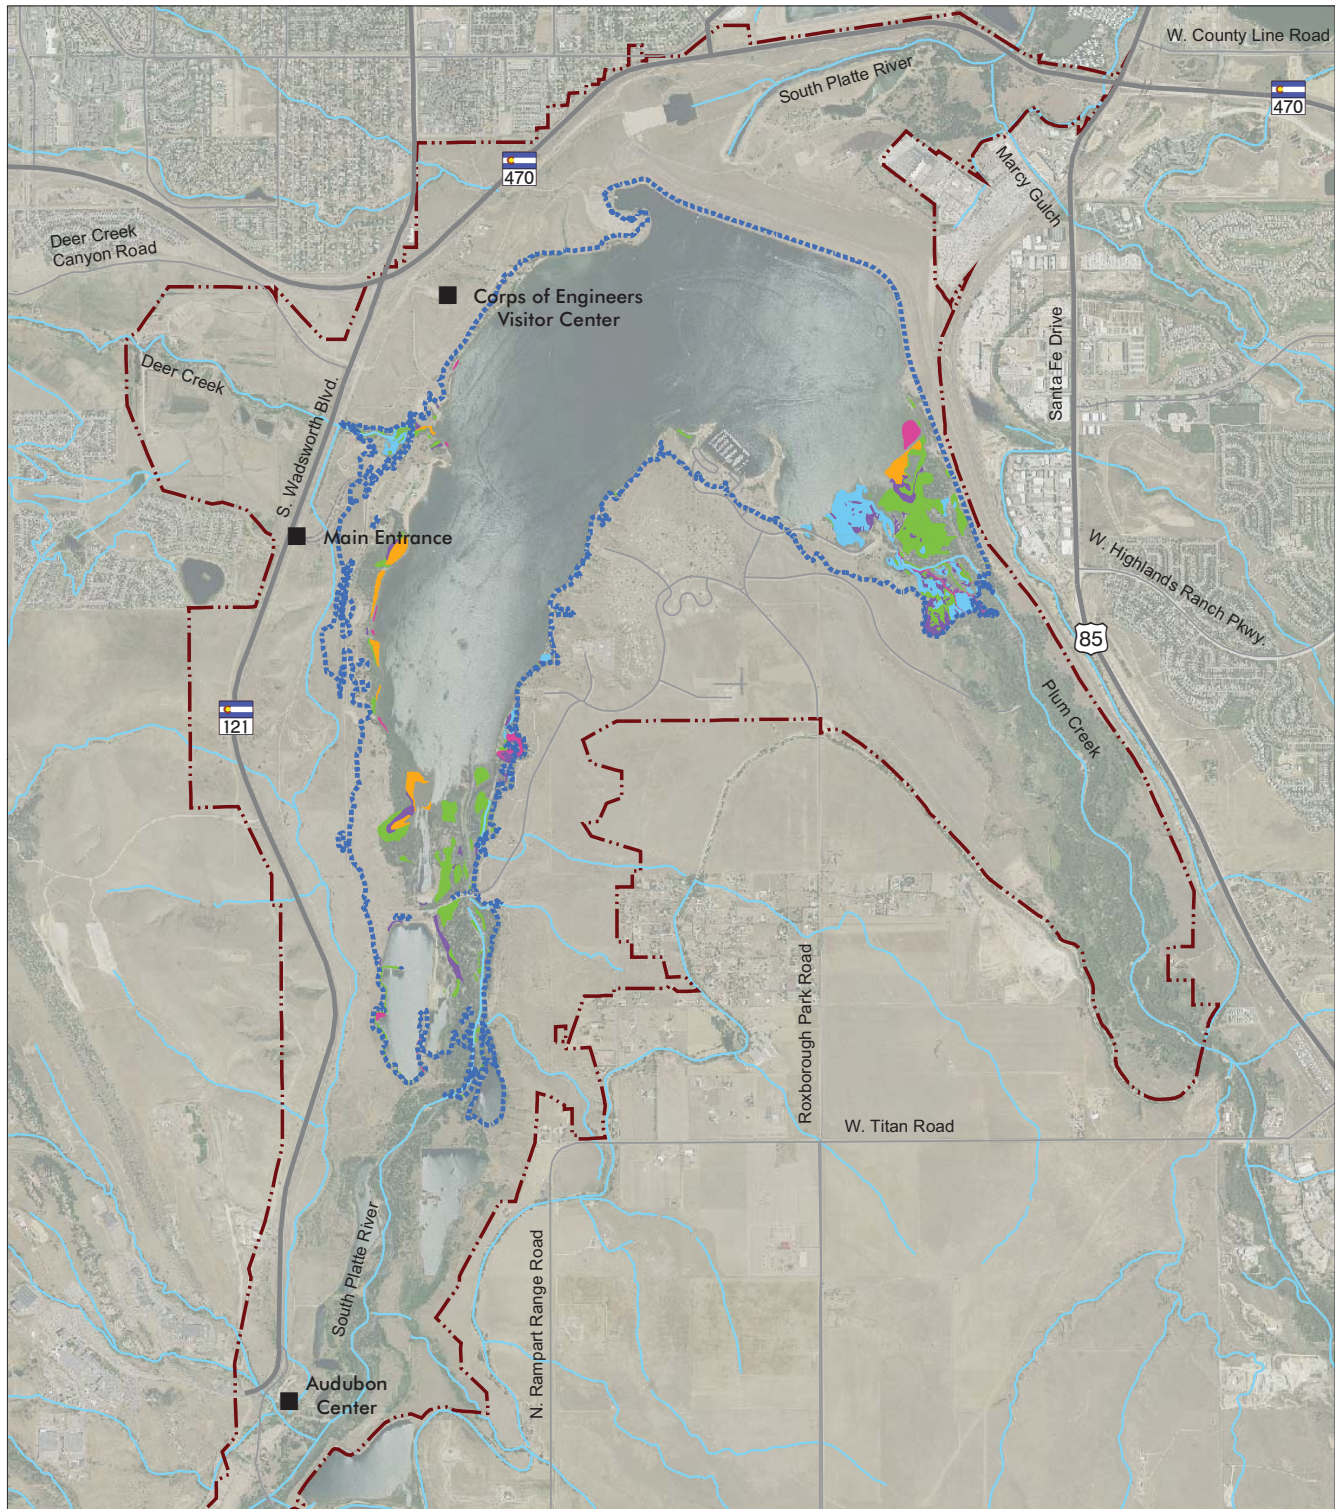 W. County Line Road
South Platte River
470
470
Marcy Gulch
Deer Creek
Canyon Road
Corps of Engineers
Visitor Center
Deer Creek
S. Wadsworth Blvd.
Santa Fe Drive
Main Entrance
W. Highlands Ranch Pkwy.
85
121
Plum Creek
Roxborough Park Road
W. Titan Road
South Platte River
N. Rampart Range Road
Audubon
Center